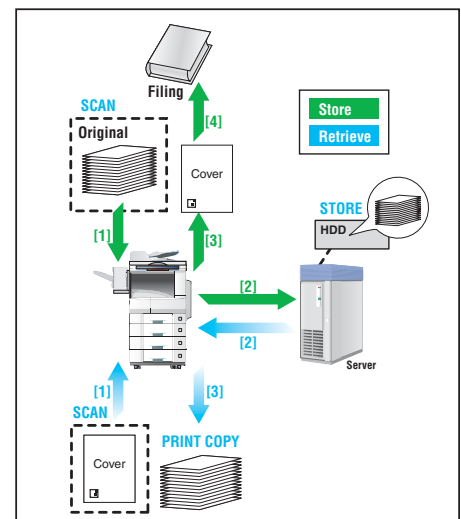 Filing
SCAN
Original
[4]
Store
Retrieve
Cover
STORE
HDD
[1]
[3]
[2]
[2]
Server
[1]
[3]
SCAN
PRINT COPY
Cover